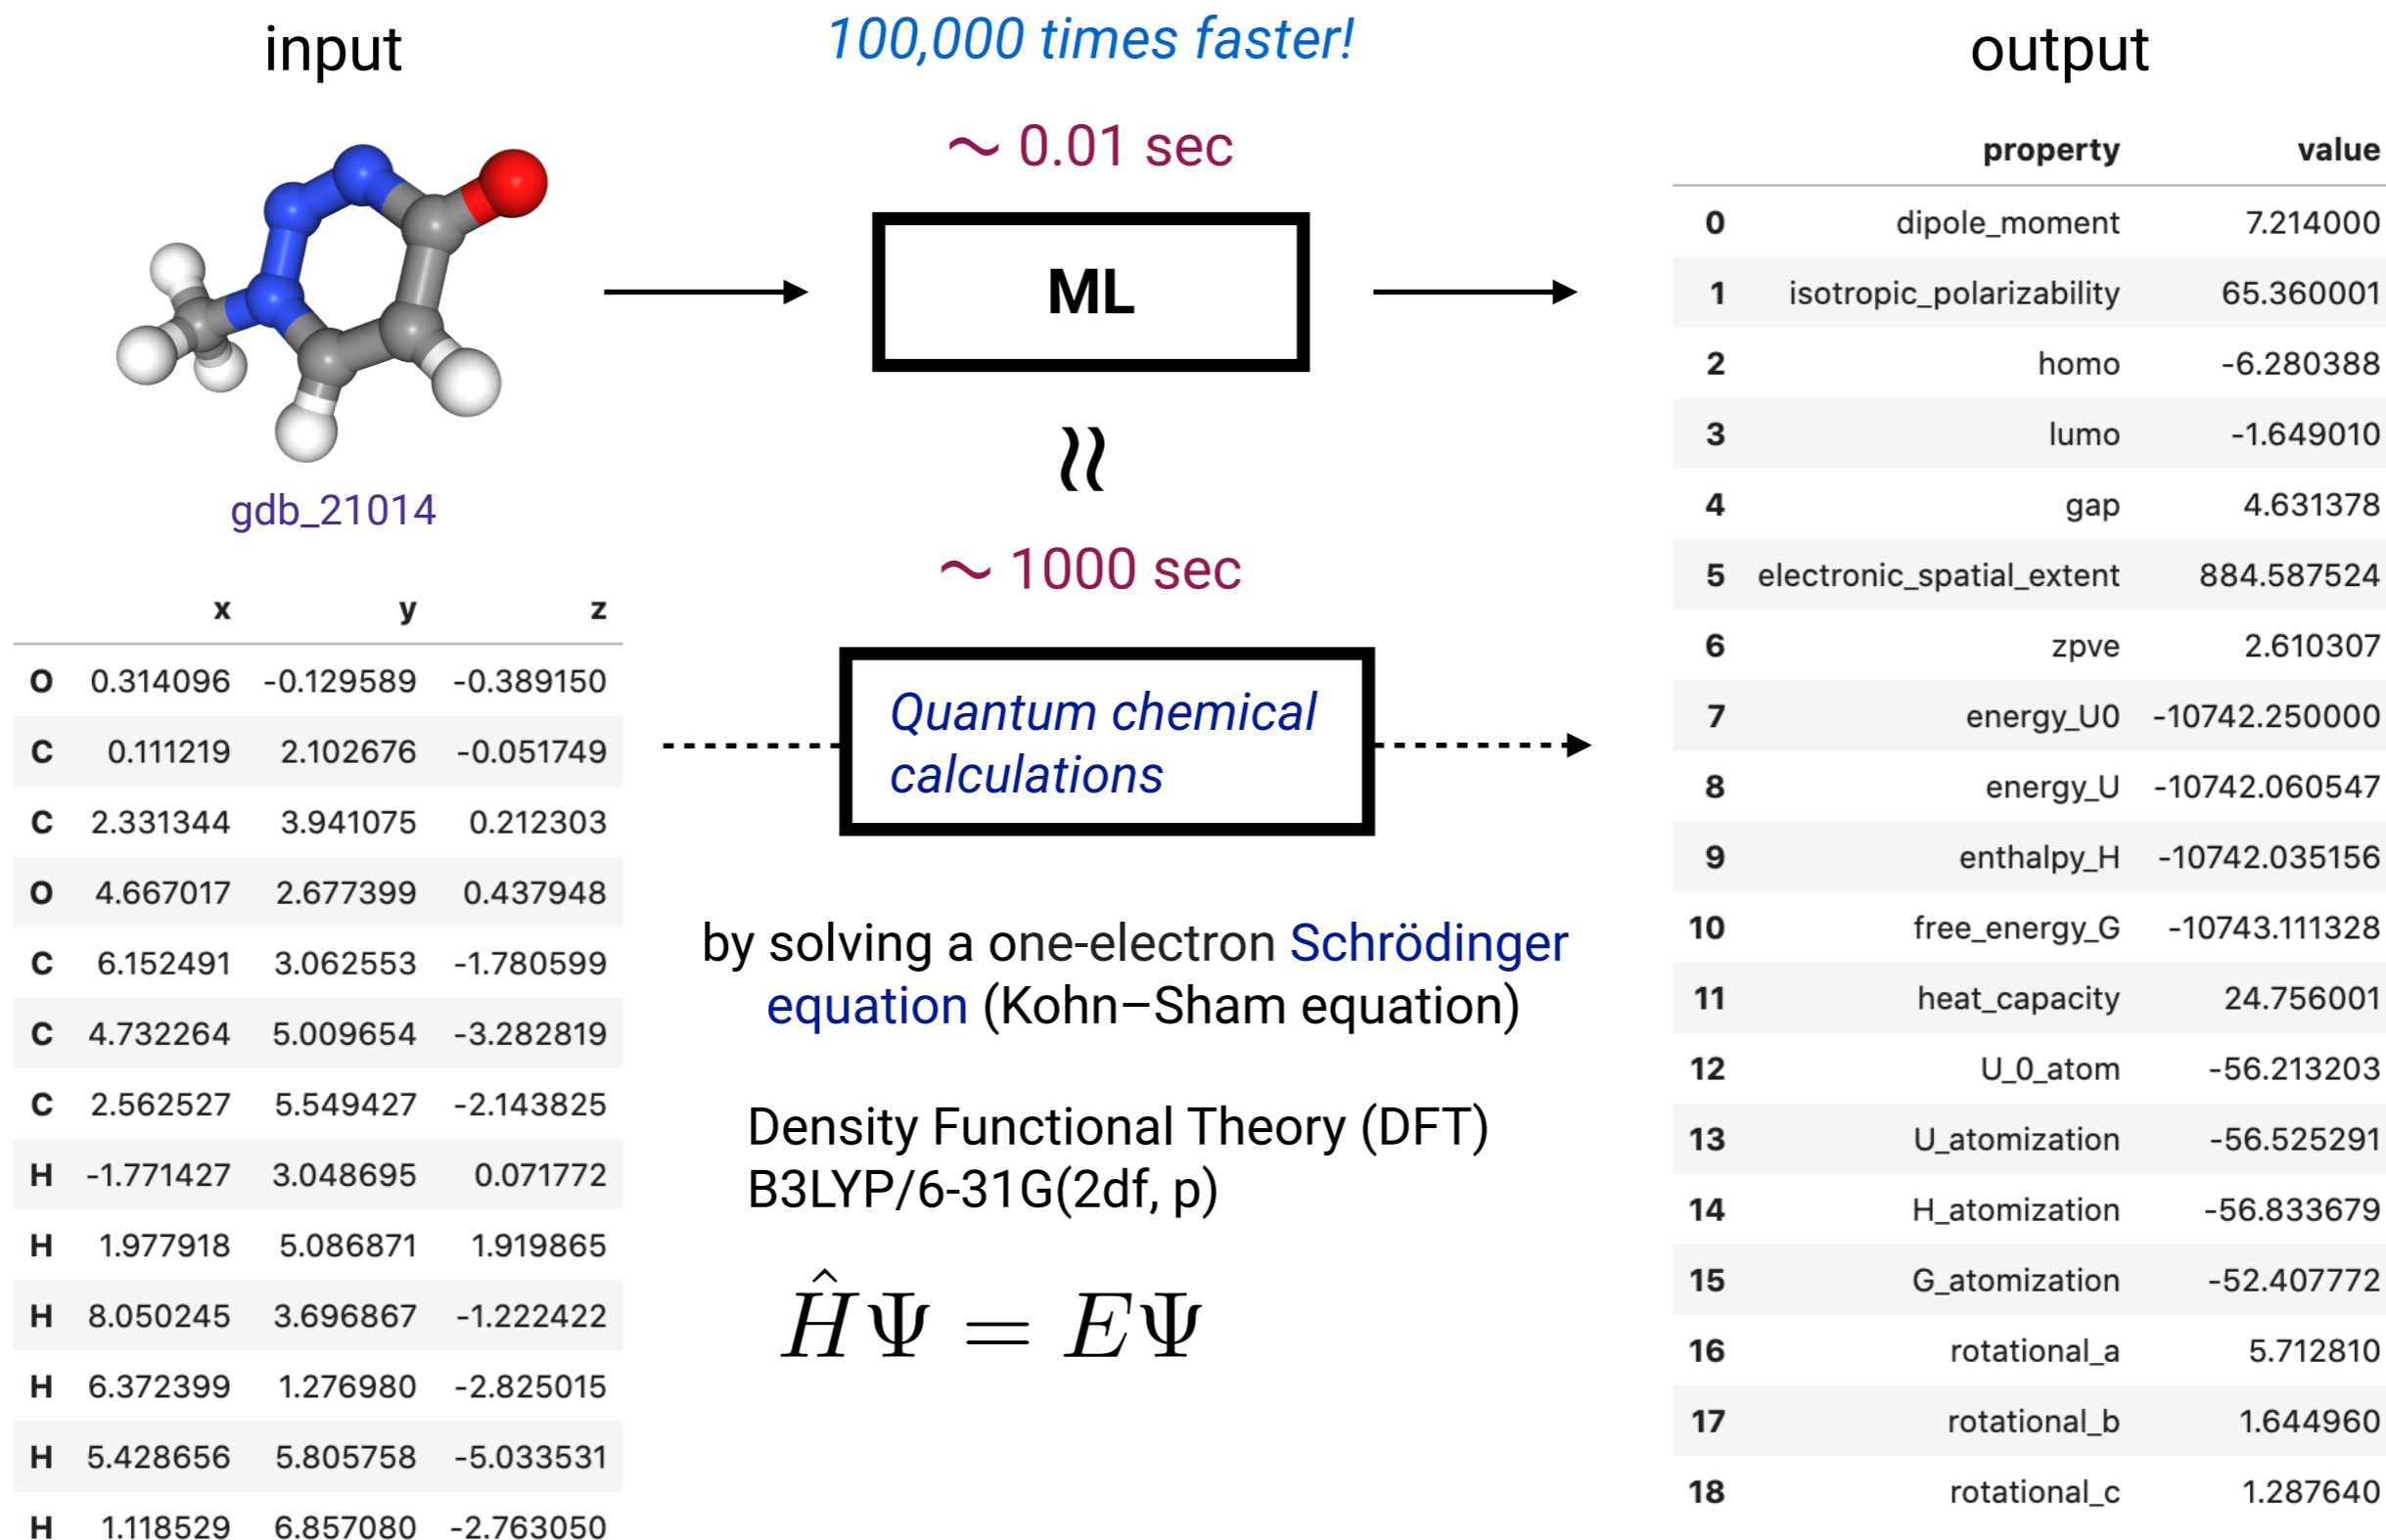 input
100,000 times faster!
output
∼ 0.01 sec
ML
≈
gdb_21014
∼ 1000 sec
Quantum chemical
calculations
by solving a one-electron Schrödinger
equation (Kohn–Sham equation)
Density Functional Theory (DFT)
B3LYP/6-31G(2df, p)
ĤΨ = EΨ
x y z
O 0.314096 -0.129589 -0.389150
C 0.111219 2.102676 -0.051749
C 2.331344 3.941075 0.212303
O 4.667017 2.677399 0.437948
C 6.152491 3.062553 -1.780599
C 4.732264 5.009654 -3.282819
C 2.562527 5.549427 -2.143825
H -1.771427 3.048695 0.071772
H 1.977918 5.086871 1.919865
H 8.050245 3.696867 -1.222422
H 6.372399 1.276980 -2.825015
H 5.428656 5.805758 -5.033531
H 1.118529 6.857080 -2.763050
property value
0 dipole_moment 7.214000
1 isotropic_polarizability 65.360001
2 homo -6.280388
3 lumo -1.649010
4 gap 4.631378
5 electronic_spatial_extent 884.587524
6 zpve 2.610307
7 energy_U0 -10742.250000
8 energy_U -10742.060547
9 enthalpy_H -10742.035156
10 free_energy_G -10743.111328
11 heat_capacity 24.756001
12 U_0_atom -56.213203
13 U_atomization -56.525291
14 H_atomization -56.833679
15 G_atomization -52.407772
16 rotational_a 5.712810
17 rotational_b 1.644960
18 rotational_c 1.287640